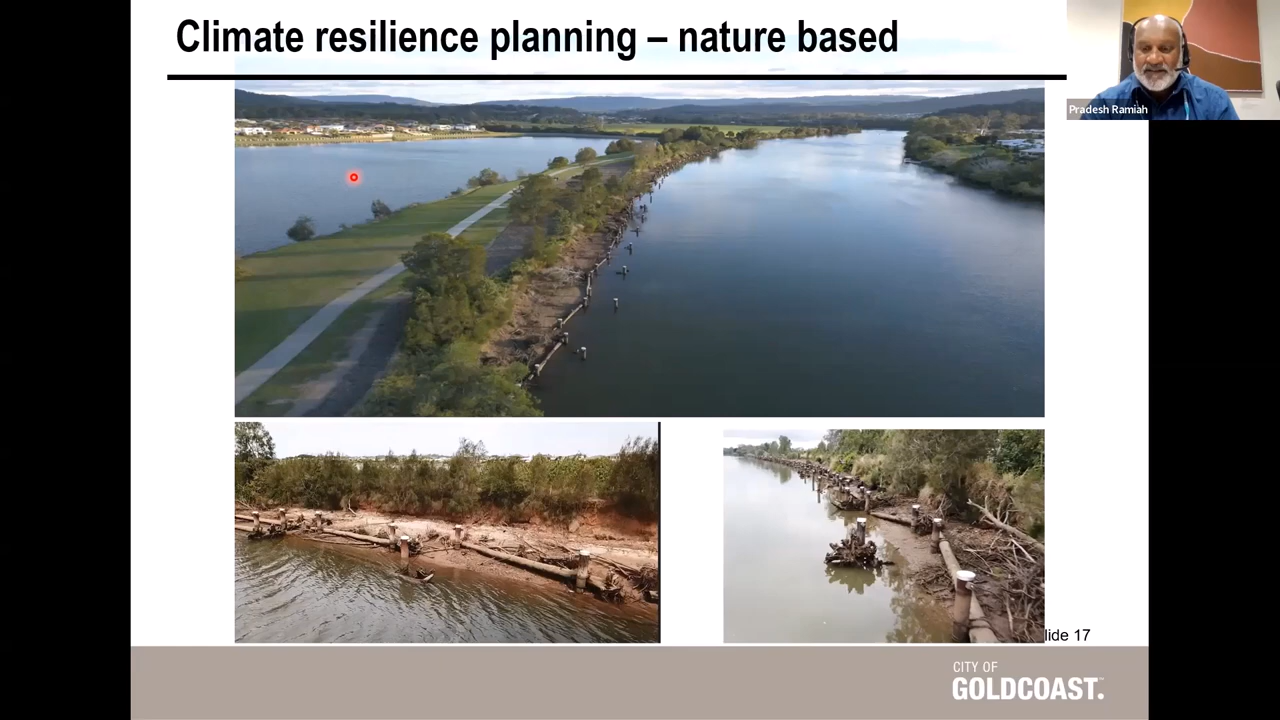 Climate resilience planning – nature based
Pradesh Ramiah
lide 17
CITY OF
GOLDCOAST.